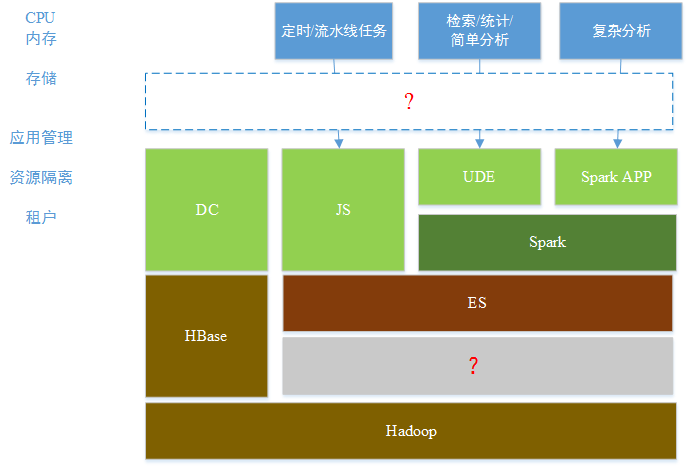 CPU
内存
存储
应用管理
资源隔离
租户
定时/流水线任务
检索/统计/
简单分析
复杂分析
?
DC
JS
UDE
Spark APP
Spark
HBase
ES
?
Hadoop